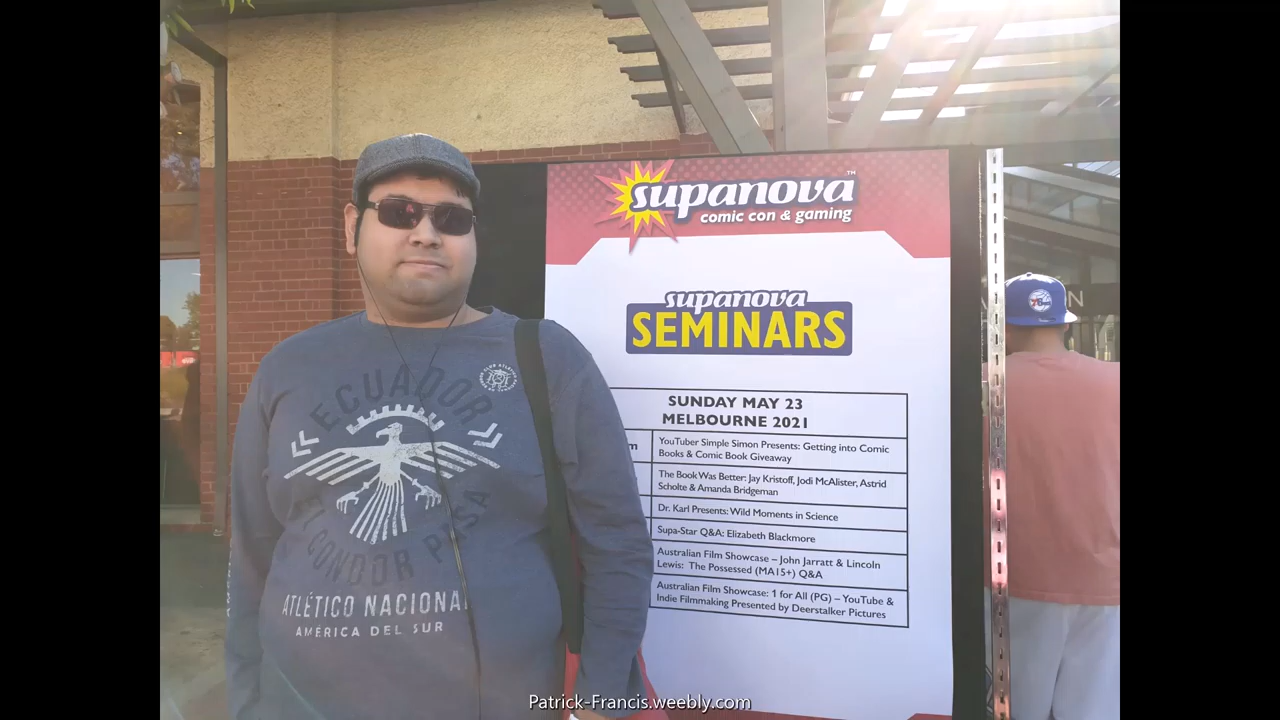 supanova™
comic con & gaming
supanova
SEMINARS
SUNDAY MAY 23
MELBOURNE 2021
YouTuber Simple Simon Presents: Getting into Comic
Books & Comic Book Giveaway
The Book Was Better: Jay Kristoff, Jodi McAlister, Astrid
Scholte & Amanda Bridgeman
Dr. Karl Presents: Wild Moments in Science
Supa-Star Q&A: Elizabeth Blackmore
Australian Film Showcase – John Jarratt & Lincoln
Lewis: The Possessed (MA15+) Q&A
Australian Film Showcase: 1 for All (PG) – YouTube &
Indie Filmmaking Presented by Deerstalker Pictures
ECUADOR
CONDOR
ATLÉTICO NACIONAL
AMÉRICA DEL SUR
76ers
Patrick-Francis.weebly.com